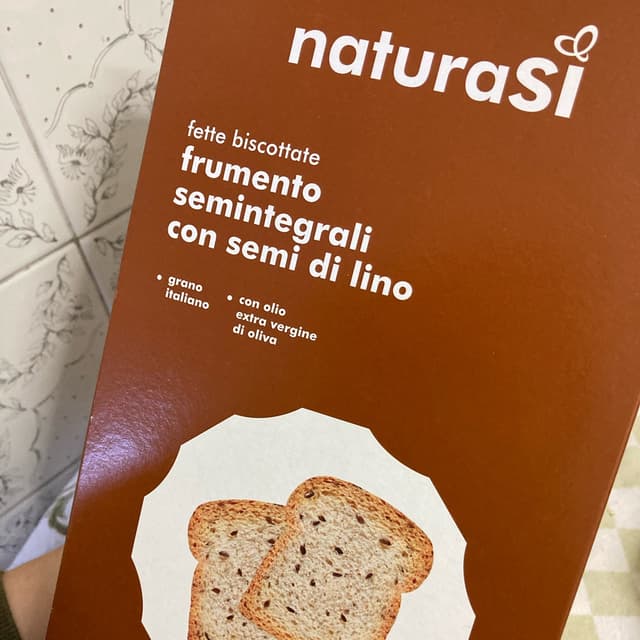 naturaSì
fette biscottate
frumento
semintegrali
con semi di lino
• grano
italiano
• con olio
extra vergine
di oliva